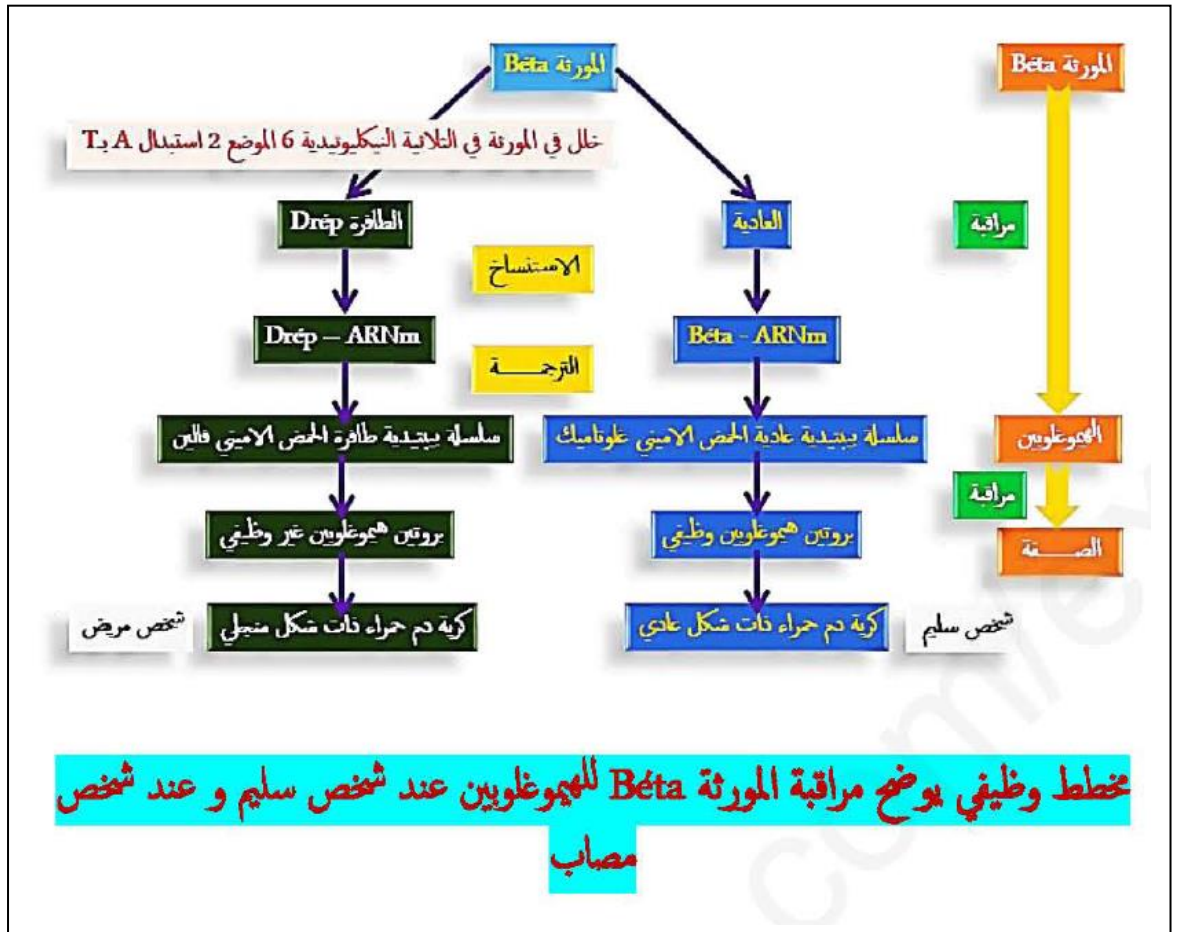 المورثة Béta
المورثة Béta
خلل في المورثة في الثلاثية النيكليوتيدية 6 الموضع 2 استبدال A بـT
الطافرة Drép
العادية
مراقبة
الاستنساخ
Drép – ARNm
Béta - ARNm
الترجمـــــة
سلسلة ببتيدية طافرة الحمض الاميني فالين
سلسلة ببتيدية عادية الحمض الاميني غلوتاميك
الهيموغلوبين
مراقبة
بروتين هيموغلوبين غير وظيفي
بروتين هيموغلوبين وظيفي
الصـــــفة
شخص مريض
كرية دم حمراء ذات شكل منجلي
كرية دم حمراء ذات شكل عادي
شخص سليم
مخطط وظيفي يوضح مراقبة المورثة Béta للهيموغلوبين عند شخص سليم و عند شخص
مصاب